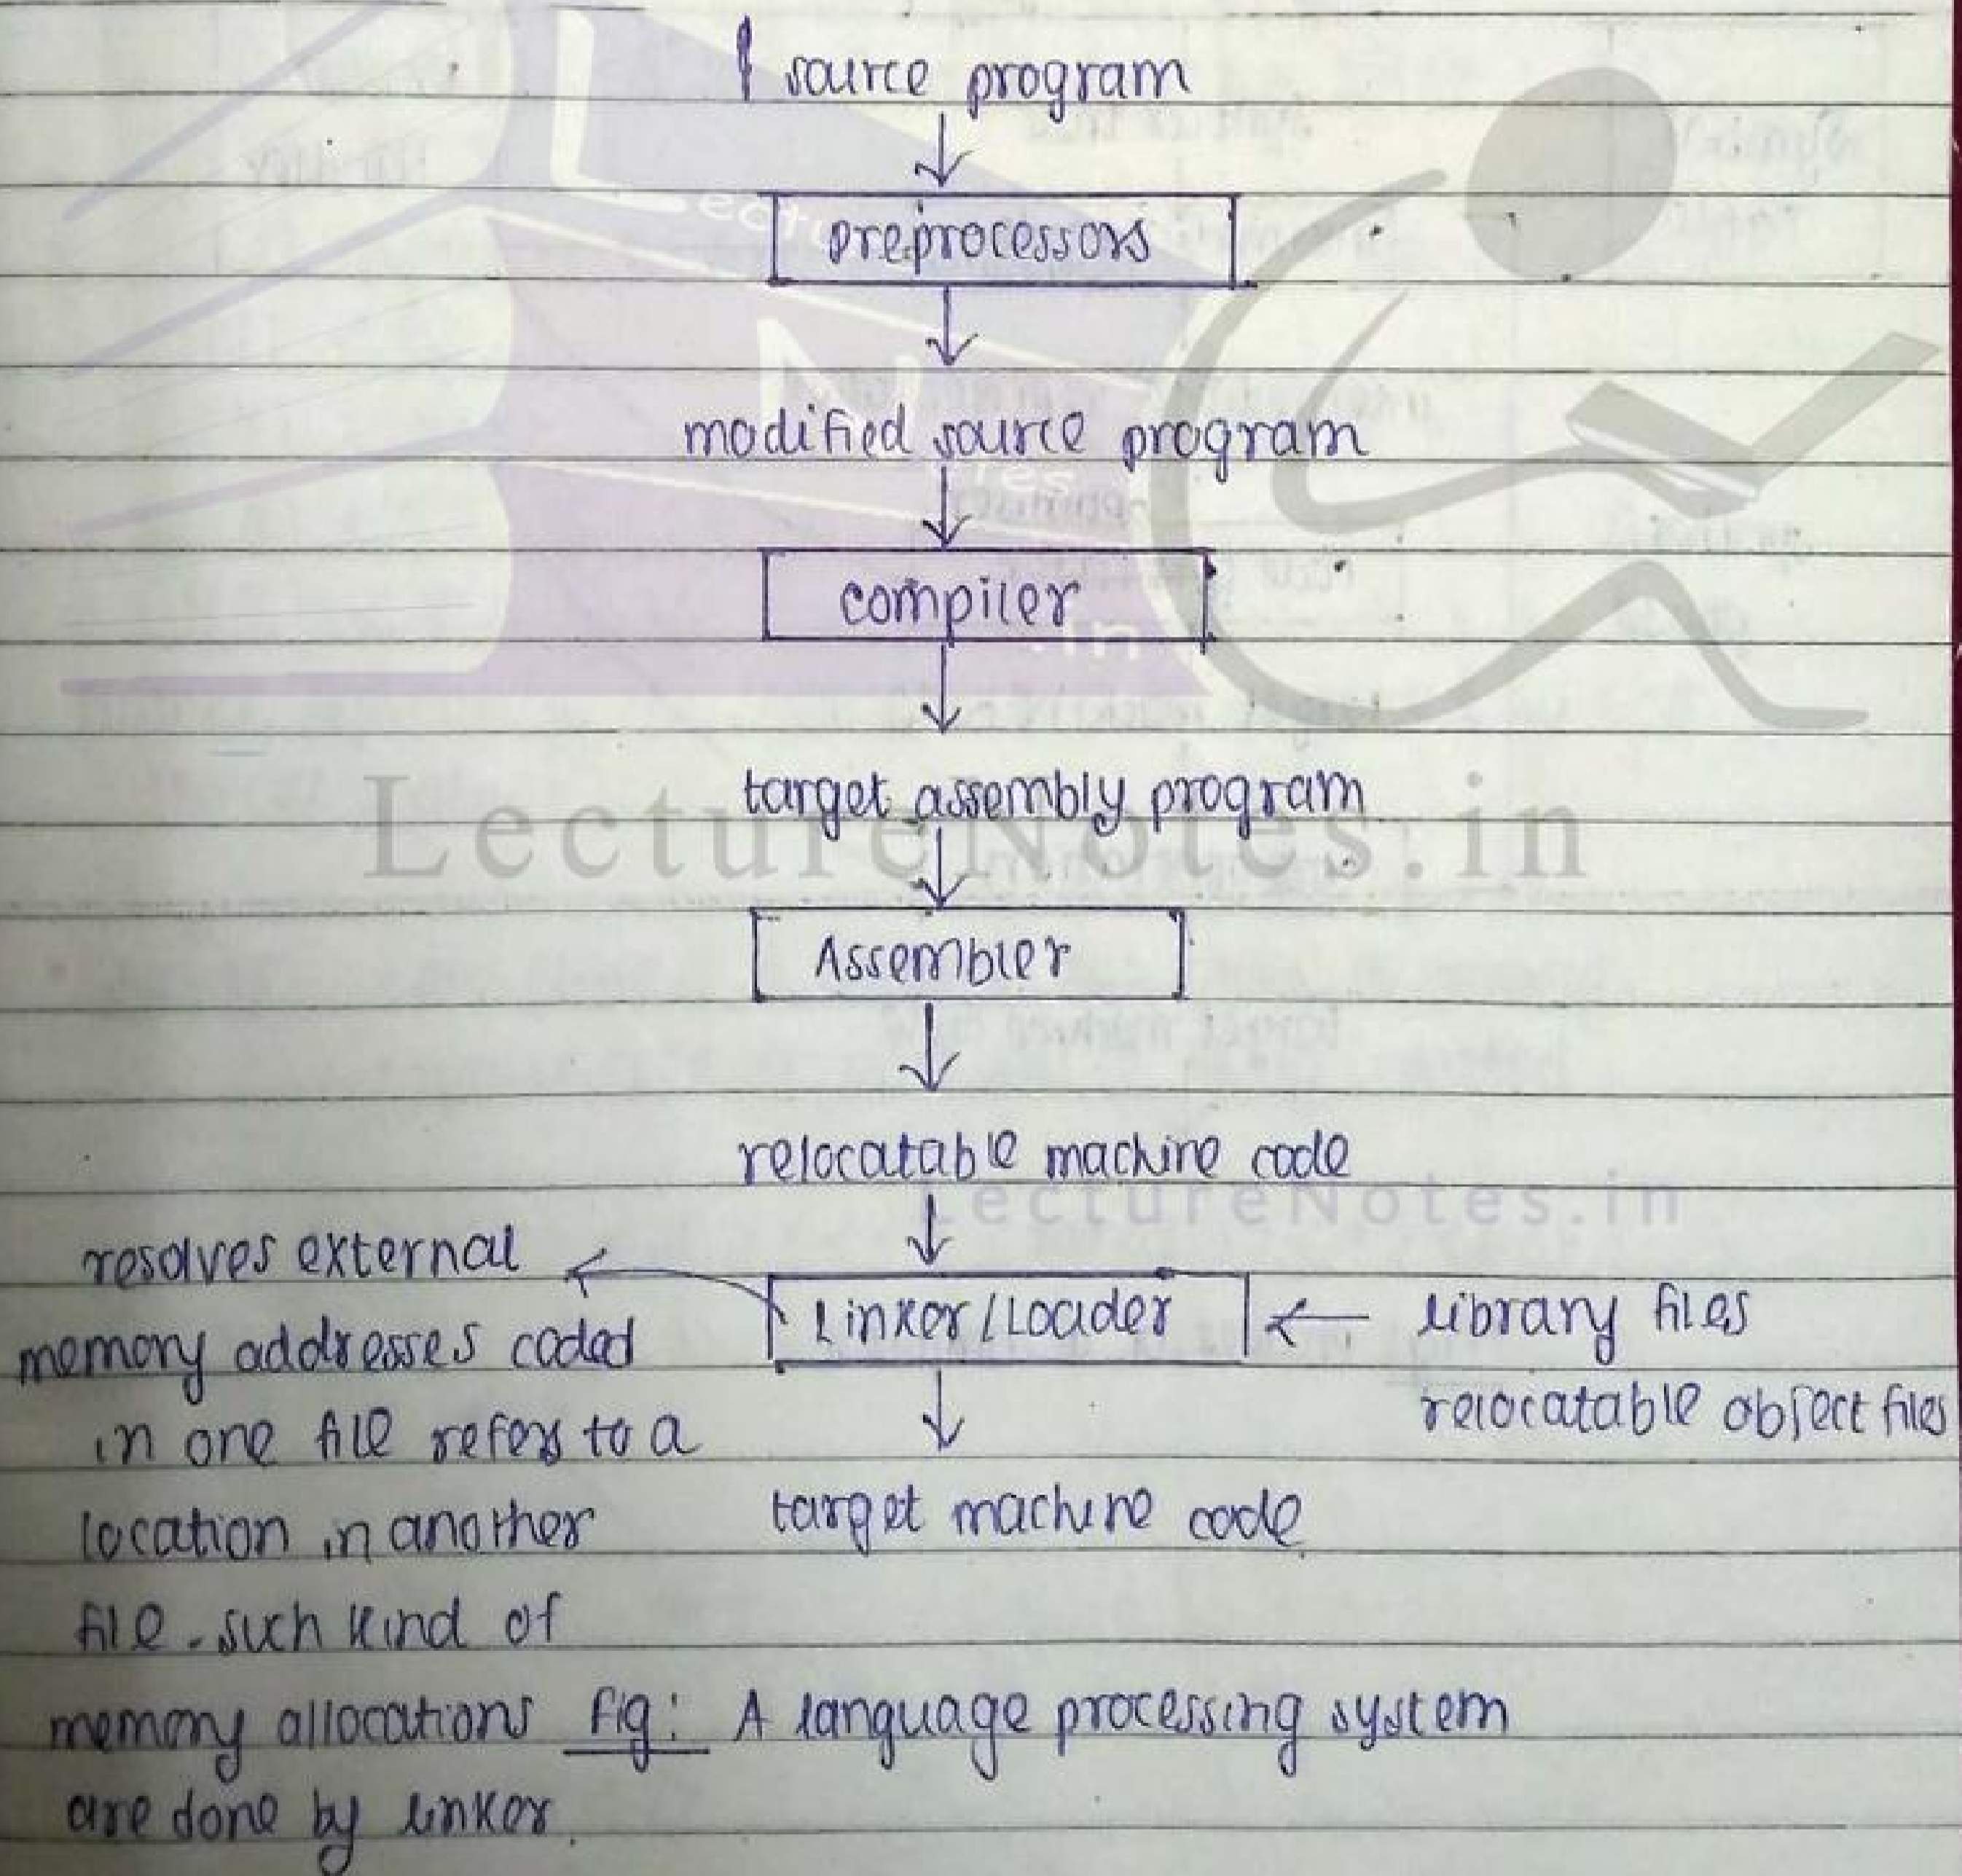 source program
preprocessors
modified source program
compiler
target assembly program
LectureNotes.in
Assembler
relocatable machine code
LectureNotes.in
Linker/Loader
library files
relocatable object files
resolves external
memory addresses coded
in one file refers to a
location in another
file. such kind of
memory allocations
are done by linker.
target machine code
Fig: A language processing system